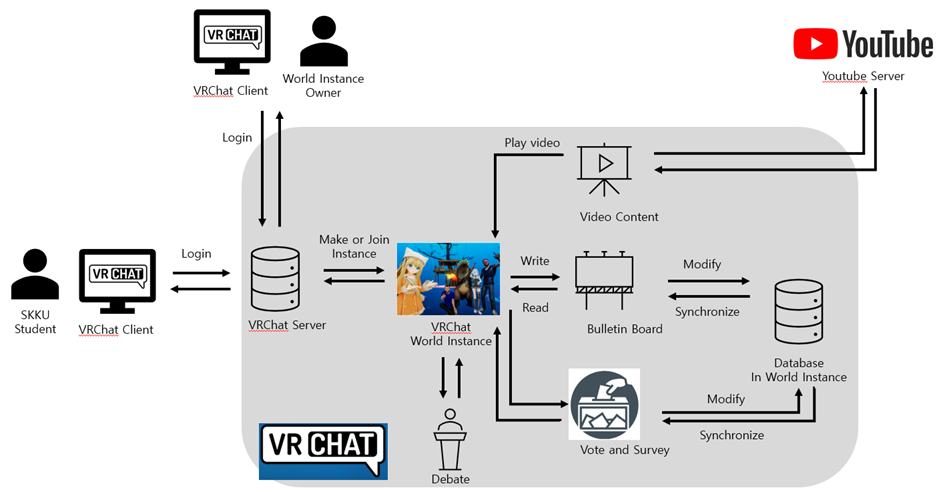 VR CHAT
VRChat Client
World Instance
Owner
YouTube
Youtube Server
Login
Play video
Video Content
Login
Make or Join
Instance
VR CHAT
SKKU
Student
VRChat Client
VRChat Server
VRChat
World Instance
Write
Read
Bulletin Board
Modify
Synchronize
Database
In World Instance
Modify
Synchronize
Vote and Survey
Debate
VR CHAT